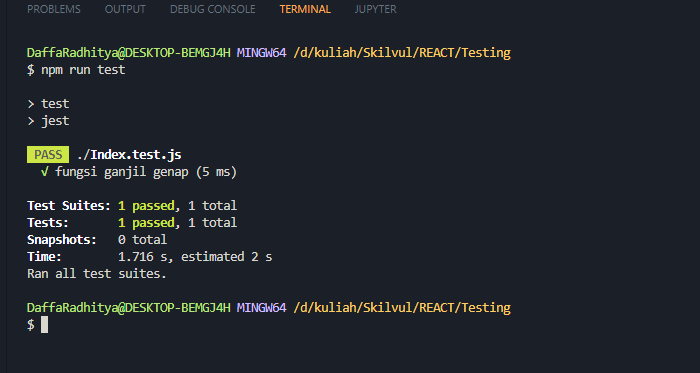 PROBLEMS OUTPUT DEBUG CONSOLE TERMINAL JUPYTER
DaffaRadhitya@DESKTOP-BEMGJ4H MINGW64 /d/kuliah/Skilvul/REACT/Testing
$ npm run test
> test
> jest
PASS ./Index.test.js
√ fungsi ganjil genap (5 ms)
Test Suites: 1 passed, 1 total
Tests: 1 passed, 1 total
Snapshots: 0 total
Time: 1.716 s, estimated 2 s
Ran all test suites.
DaffaRadhitya@DESKTOP-BEMGJ4H MINGW64 /d/kuliah/Skilvul/REACT/Testing
$